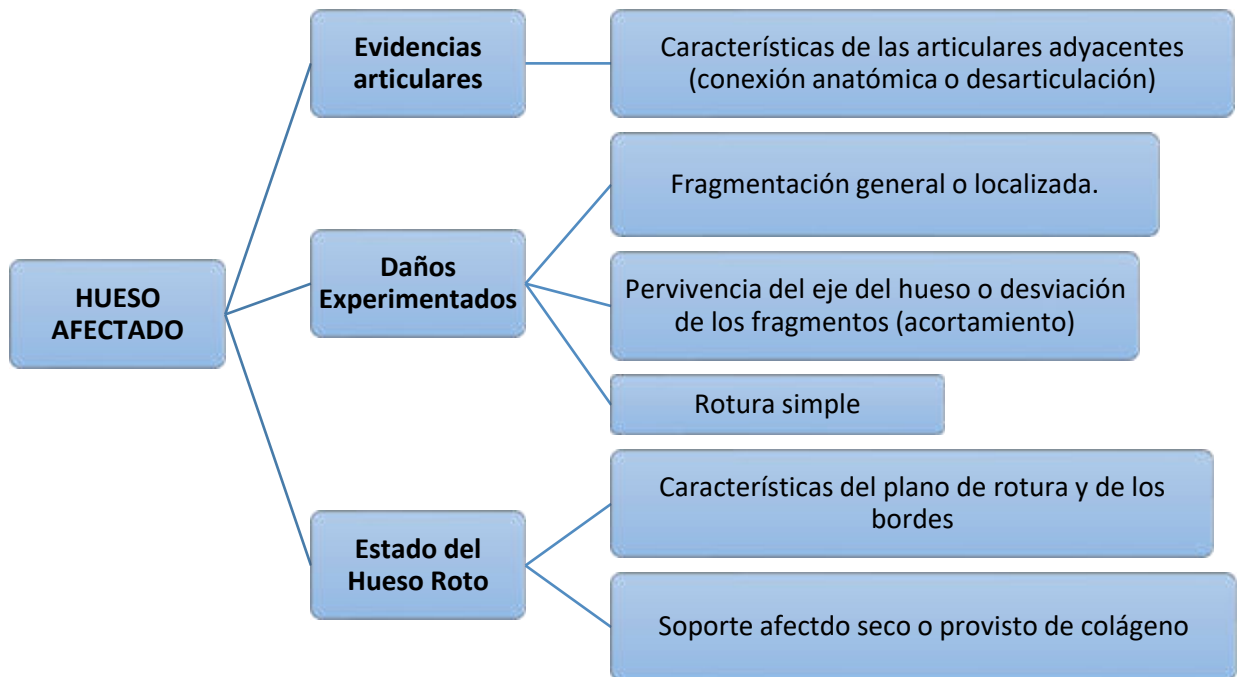 Evidencias
articulares
Características de las articulares adyacentes
(conexión anatómica o desarticulación)
Fragmentación general o localizada.
HUESO
AFECTADO
Daños
Experimentados
Pervivencia del eje del hueso o desviación
de los fragmentos (acortamiento)
Rotura simple
Características del plano de rotura y de los
bordes
Estado del
Hueso Roto
Soporte afectdo seco o provisto de colágeno